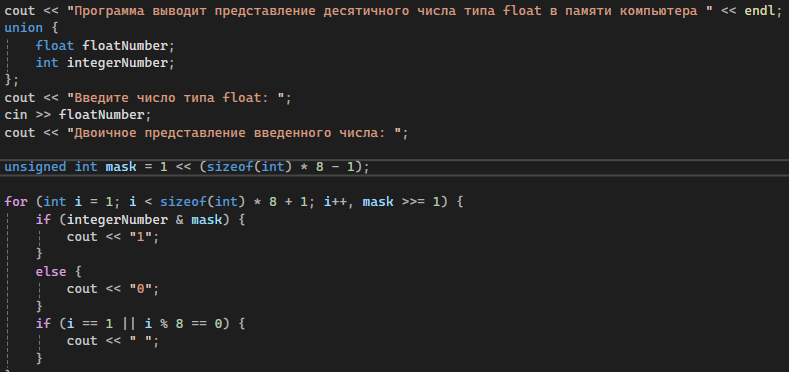 cout << "Программа выводит представление десятичного числа типа float в памяти компьютера " << endl;
union {
    float floatNumber;
    int integerNumber;
};
cout << "Введите число типа float: ";
cin >> floatNumber;
cout << "Двоичное представление введенного числа: ";
unsigned int mask = 1 << (sizeof(int) * 8 - 1);
for (int i = 1; i < sizeof(int) * 8 + 1; i++, mask >>= 1) {
    if (integerNumber & mask) {
        cout << "1";
    }
    else {
        cout << "0";
    }
    if (i == 1 || i % 8 == 0) {
        cout << " ";
    }